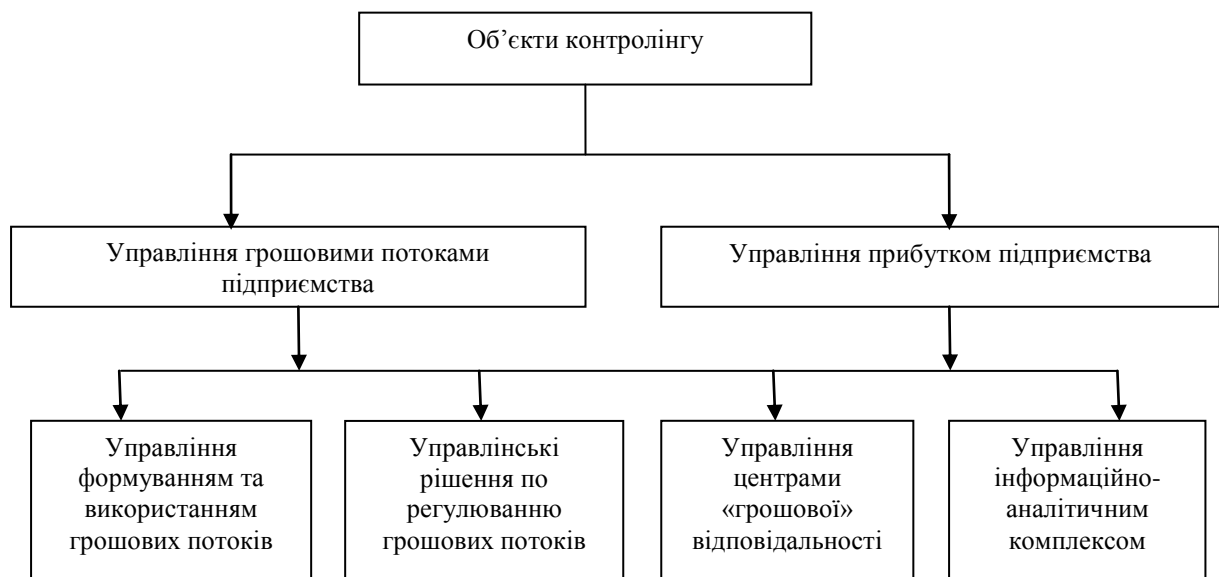 Об’єкти контролінгу
Управління грошовими потоками
підприємства
Управління прибутком підприємства
Управління
формуванням та
використанням
грошових потоків
Управлінські
рішення по
регулюванню
грошових потоків
Управління
центрами
«грошової»
відповідальності
Управління
інформаційно-
аналітичним
комплексом